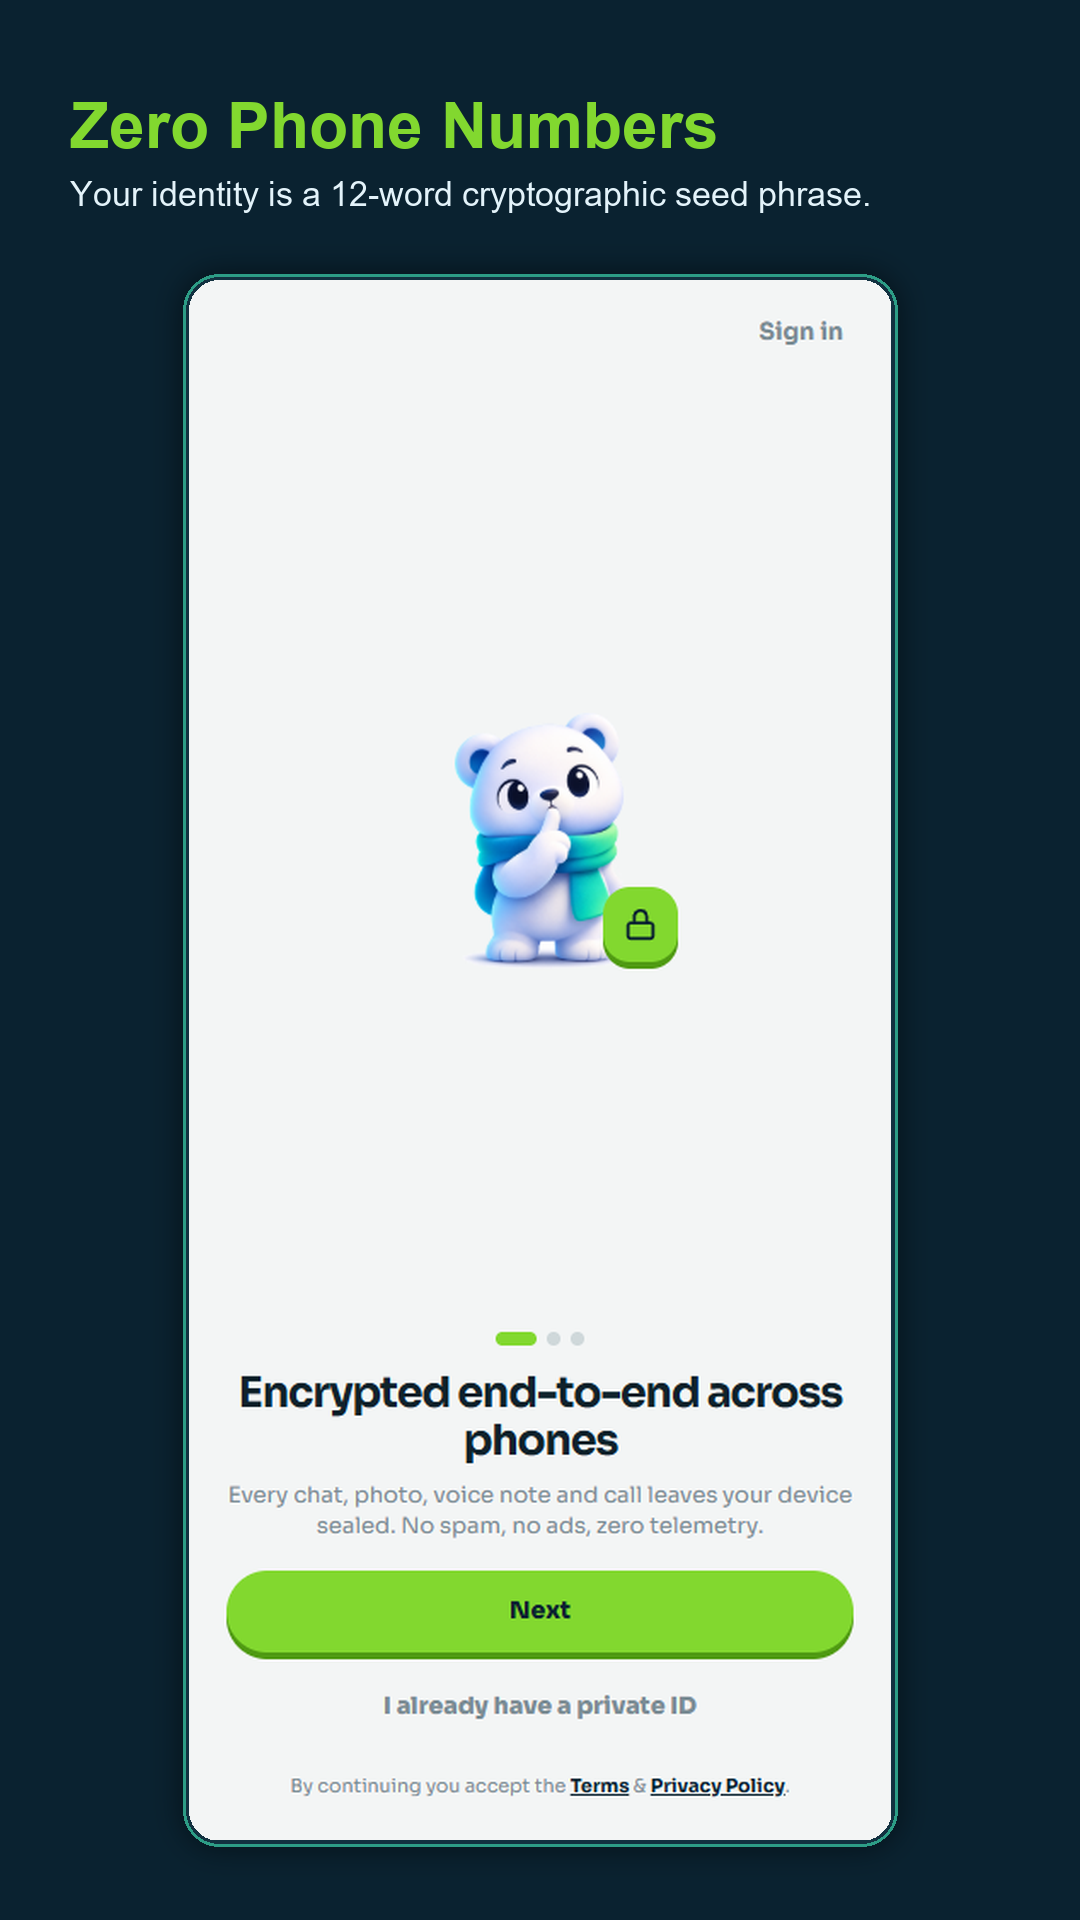 Zero Phone Numbers
Your identity is a 12-word cryptographic seed phrase.
Sign in
Encrypted end-to-end across
phones
Every chat, photo, voice note and call leaves your device
sealed. No spam, no ads, zero telemetry.
Next
I already have a private ID
By continuing you accept the Terms & Privacy Policy.